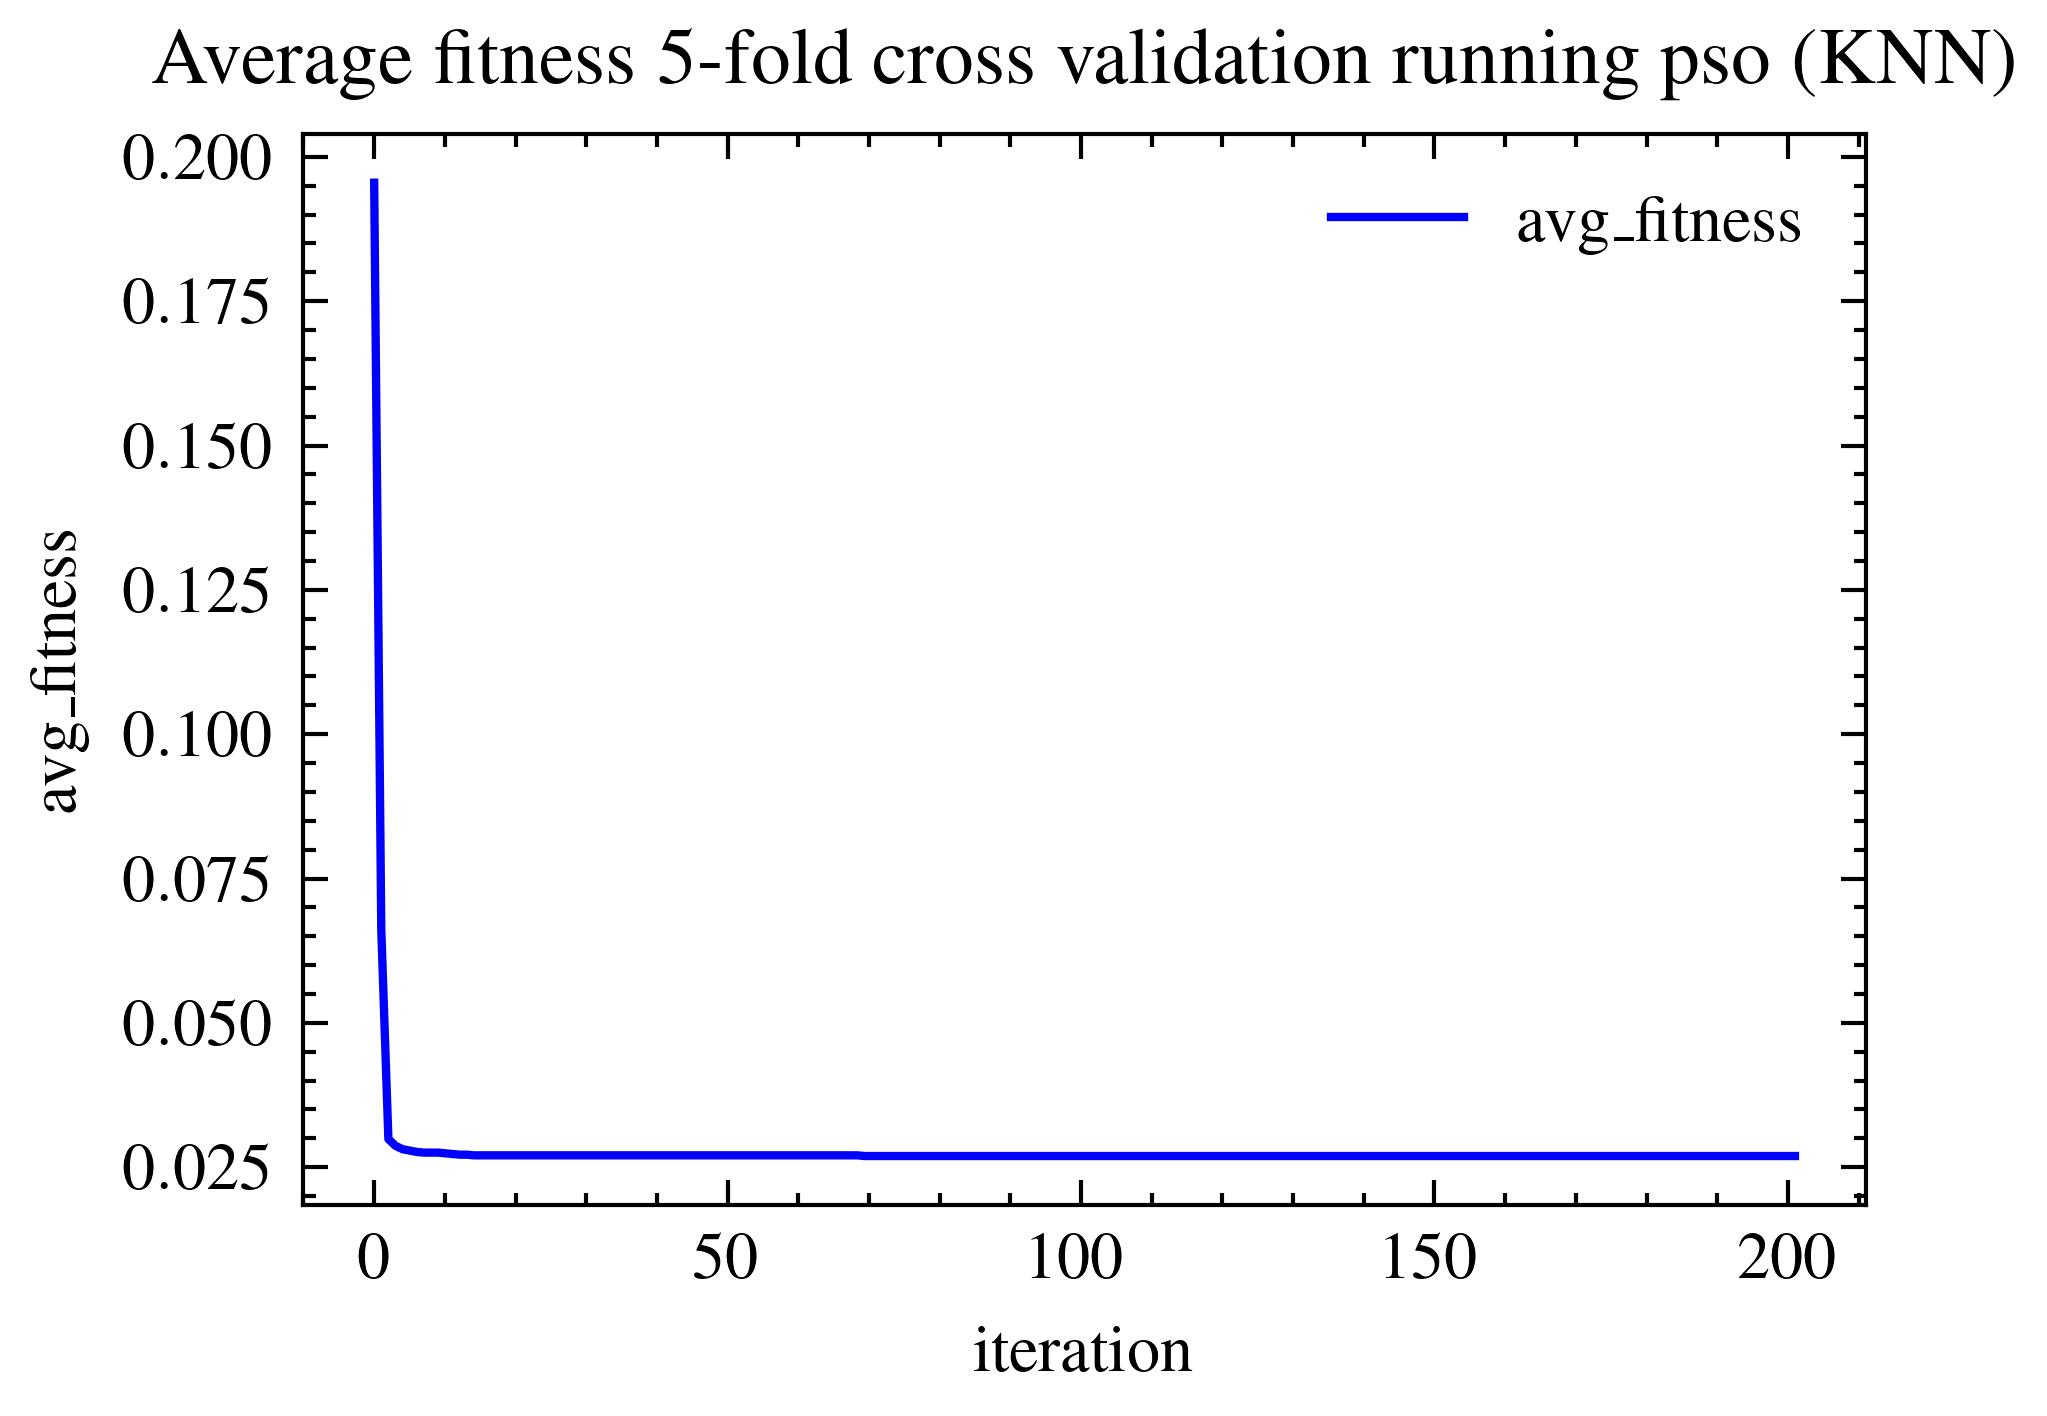 Average fitness 5-fold cross validation running pso (KNN)
0.200
avg_fitness
0.175
0.150
0.125
avg_fitness
0.100
0.075
0.050
0.025
0 50 100 150 200
iteration